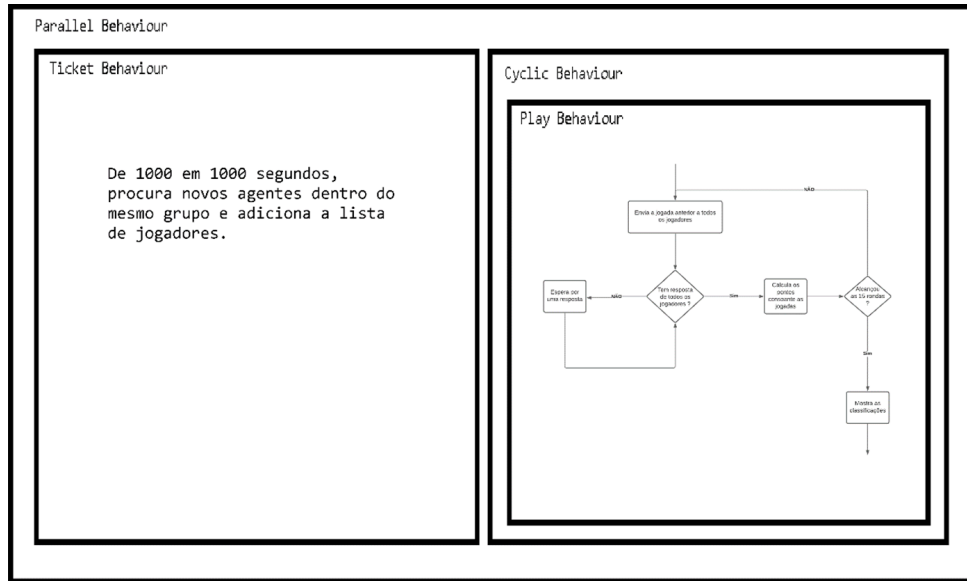 Parallel Behaviour
Ticket Behaviour
De 1000 em 1000 segundos,
procura novos agentes dentro do
mesmo grupo e adiciona a lista
de jogadores.
Cyclic Behaviour
Play Behaviour
NÃO
Envia a jogada anterior a todos
os jogadores
Espera por
uma resposta
NÃO
Tem resposta
de todos os
jogadores ?
Sim
Calcula os
pontos
consoante as
jogadas
Alcançou
as 15 rondas
?
Sim
Mostra as
classificações